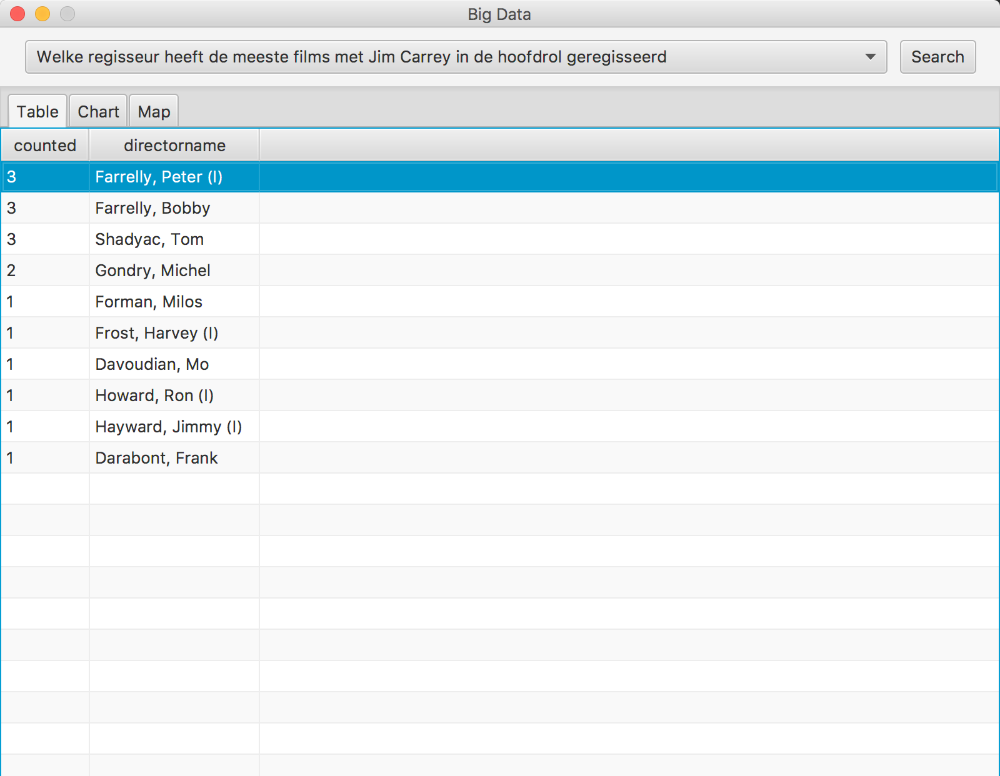 Big Data
Welke regisseur heeft de meeste films met Jim Carrey in de hoofdrol geregisseerd Search
Table Chart Map
counted directorname
3 Farrelly, Peter (I)
3 Farrelly, Bobby
3 Shadyac, Tom
2 Gondry, Michel
1 Forman, Milos
1 Frost, Harvey (I)
1 Davoudian, Mo
1 Howard, Ron (I)
1 Hayward, Jimmy (I)
1 Darabont, Frank